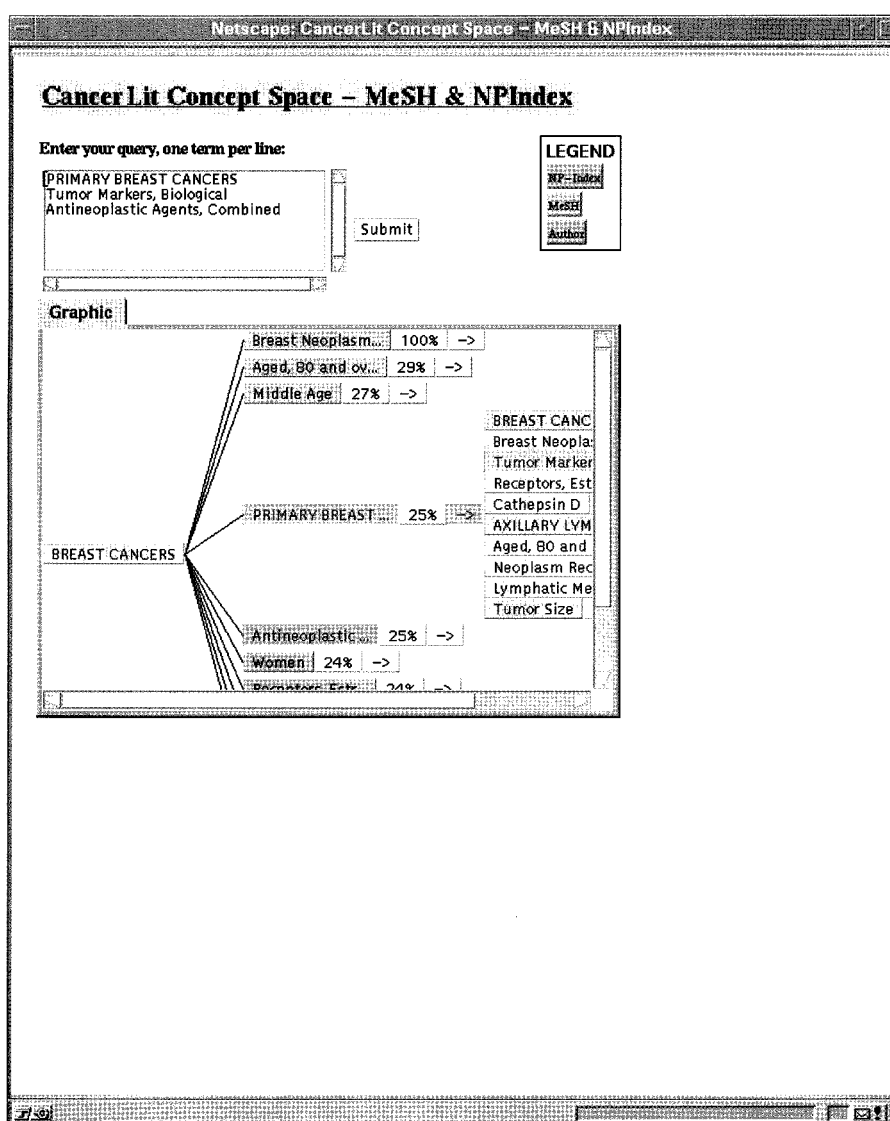 Netscape: CancerLit Concept Space – MeSH & NPIndex
CancerLit Concept Space – MeSH & NPIndex
Enter your query, one term per line:
PRIMARY BREAST CANCERS
Tumor Markers, Biological
Antineoplastic Agents, Combined
Submit
LEGEND
NP-Index
MeSH
Author
Graphic
Breast Neoplasm... 100% –>
Aged, 80 and ov... 29% –>
Middle Age 27% –>
BREAST CANC
Breast Neopla
Tumor Marker
Receptors, Est
PRIMARY BREAST ... 25% –>
Cathepsin D
AXILLARY LYM
Aged, 80 and
Neoplasm Rec
Lymphatic Me
Tumor Size
BREAST CANCERS
Antineoplastic ... 25% –>
Women 24% –>
Receptors, Estr... 24% –>